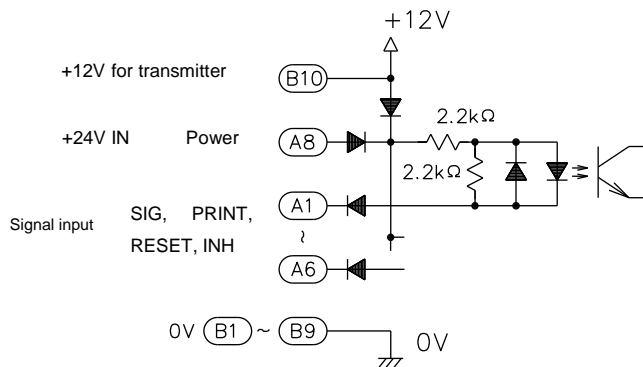 +12V
+12V for transmitter B10
2.2kΩ
+24V IN Power A8
2.2kΩ
SIG, PRINT, A1
Signal input
~
RESET, INH
A6
0V B1 ~ B9 0V